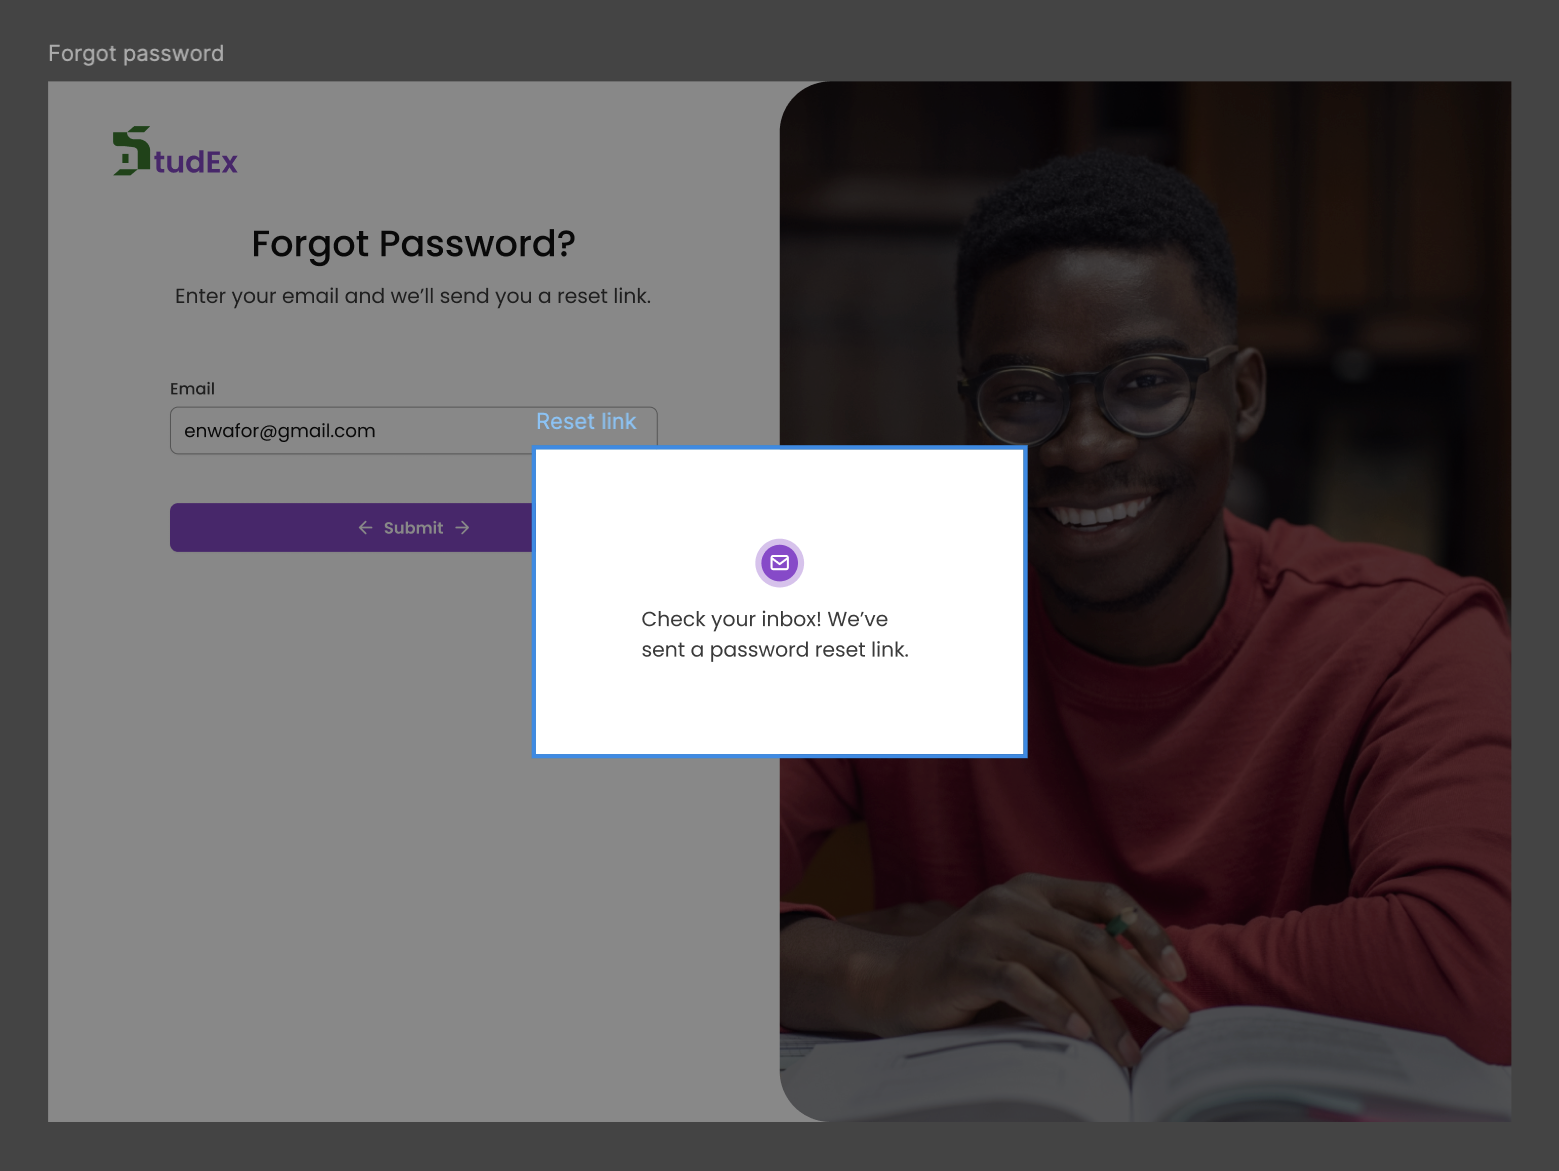 Forgot password
StudEx
Forgot Password?
Enter your email and we’ll send you a reset link.
Email
enwafor@gmail.com
Reset link
Submit
Check your inbox! We’ve
sent a password reset link.